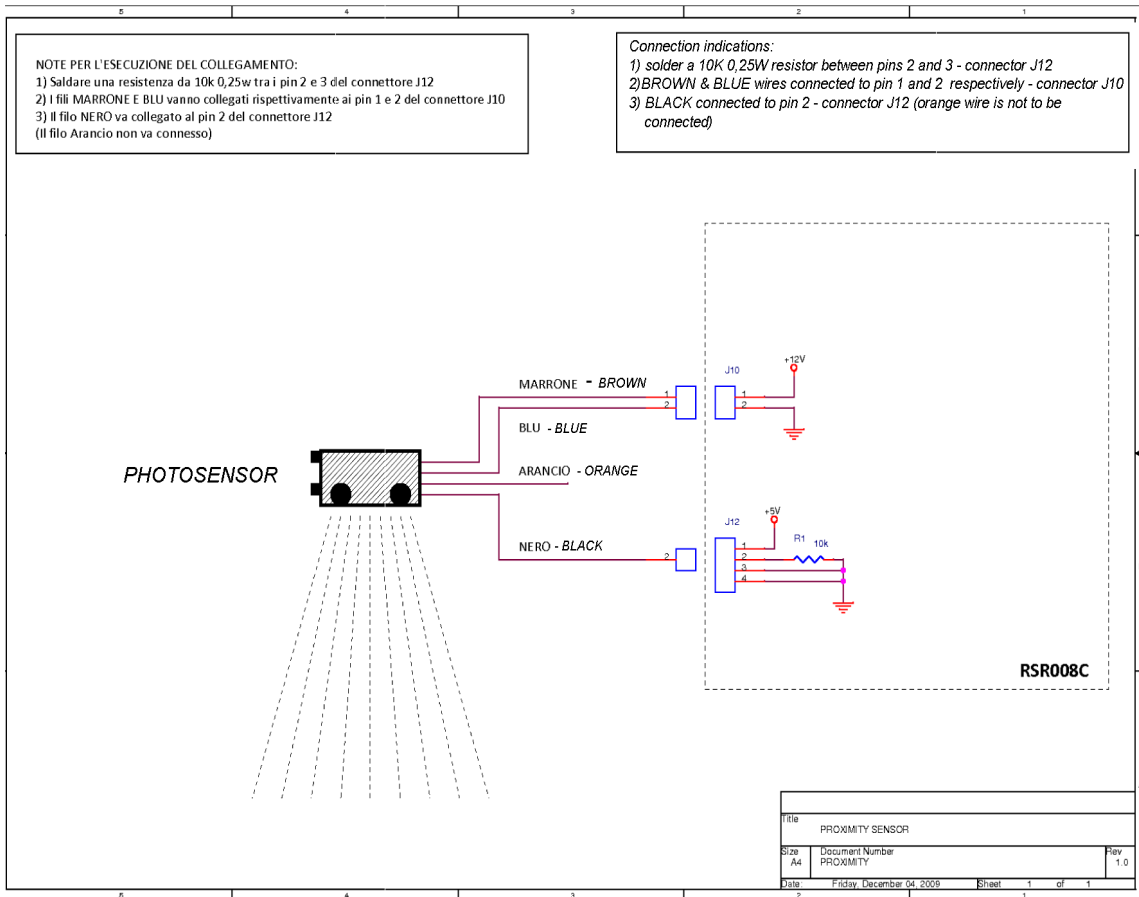 5 4 3 2 1
NOTE PER L'ESECUZIONE DEL COLLEGAMENTO:
1) Saldare una resistenza da 10k 0,25w tra i pin 2 e 3 del connettore J12
2) I fili MARRONE E BLU vanno collegati rispettivamente ai pin 1 e 2 del connettore J10
3) Il filo NERO va collegato al pin 2 del connettore J12
(Il filo Arancio non va connesso)
Connection indications:
1) solder a 10K 0,25W resistor between pins 2 and 3 - connector J12
2)BROWN & BLUE wires connected to pin 1 and 2 respectively - connector J10
3) BLACK connected to pin 2 - connector J12 (orange wire is not to be
connected)
+12V
J10
MARRONE - BROWN
1 1
2 2
BLU - BLUE
PHOTOSENSOR
ARANCIO - ORANGE
+5V
J12
R1 10k
NERO - BLACK
1
2 2
3
4
RSR008C
Title
PROXIMITY SENSOR
Size Document Number Rev
A4 PROXIMITY 1.0
Date: Friday, December 04, 2009 Sheet 1 of 1
5 4 3 2 1